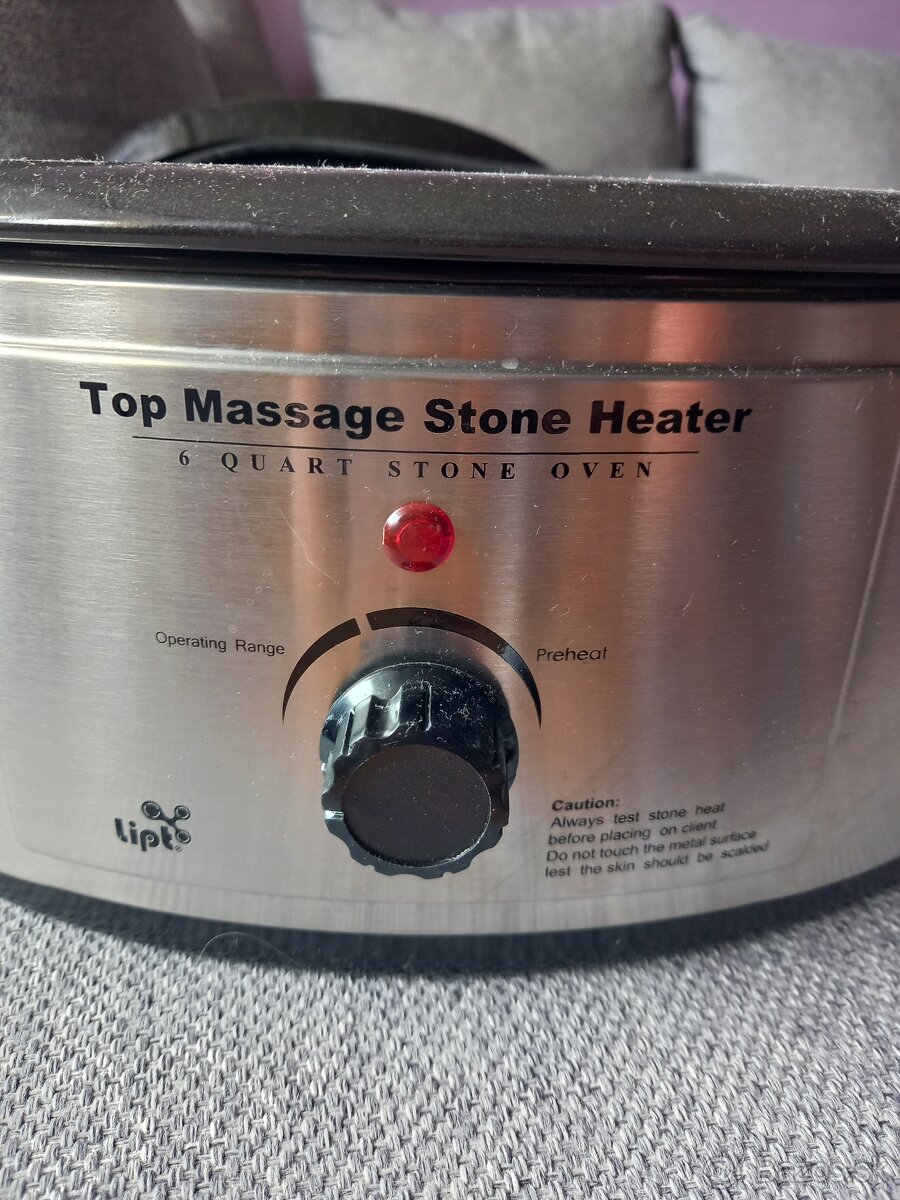 Top Massage Stone Heater
6 QUART STONE OVEN
Operating Range
Preheat
lipt®
Caution:
Always test stone heat
before placing on client
Do not touch the metal surface
lest the skin should be scalded